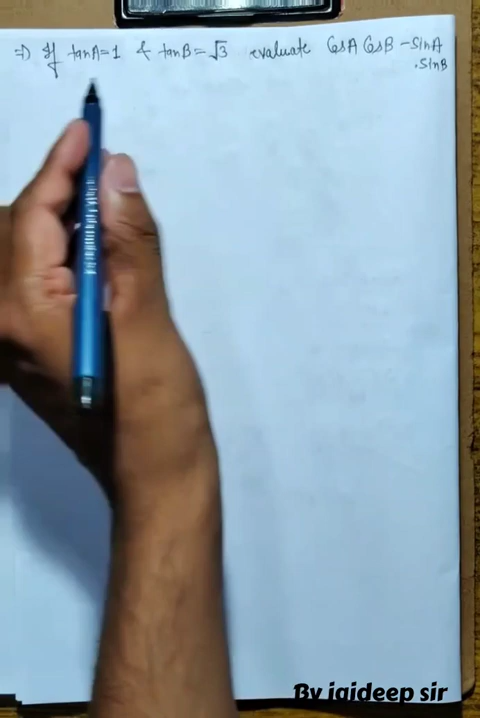 ⇒ If tanA=1 & tanB=√3 evaluate CosA CosB -sinA
.sinB
By jaideep sir